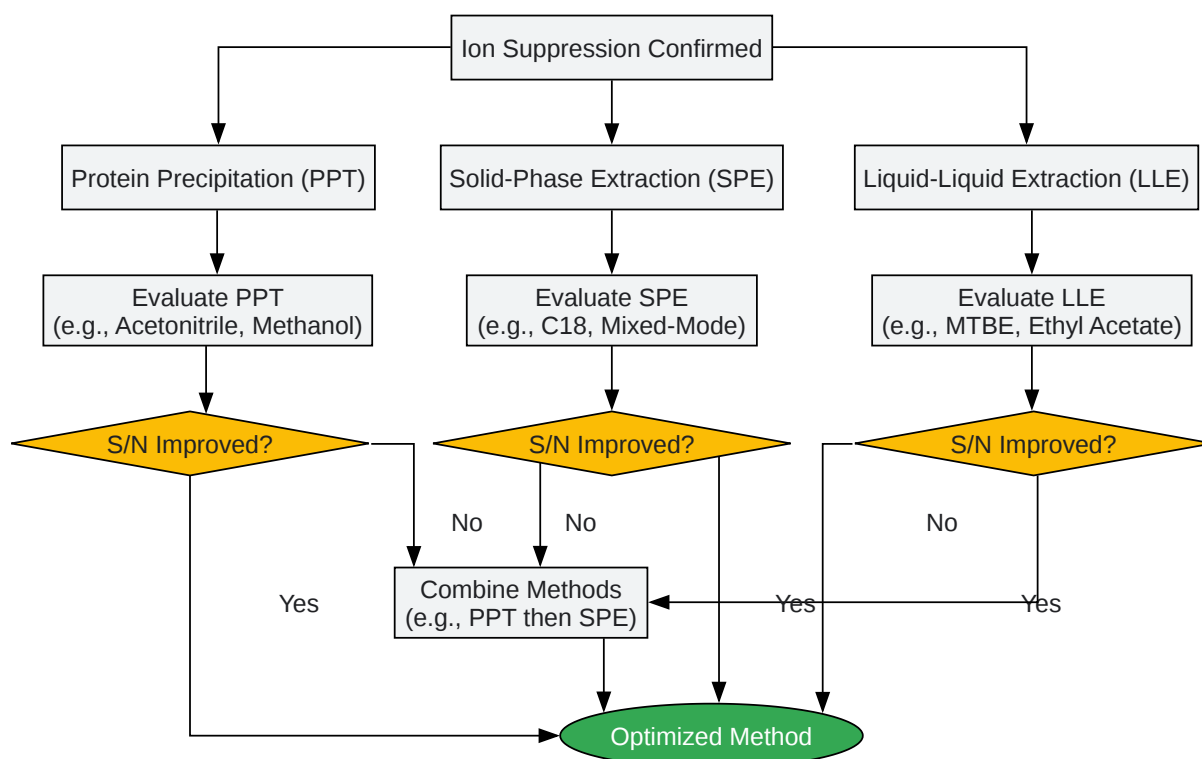 Ion Suppression Confirmed
Protein Precipitation (PPT)
Solid-Phase Extraction (SPE)
Liquid-Liquid Extraction (LLE)
Evaluate PPT
(e.g., Acetonitrile, Methanol)
Evaluate SPE
(e.g., C18, Mixed-Mode)
Evaluate LLE
(e.g., MTBE, Ethyl Acetate)
S/N Improved?
S/N Improved?
S/N Improved?
No
No
No
Yes
Combine Methods
(e.g., PPT then SPE)
Yes
Yes
Optimized Method